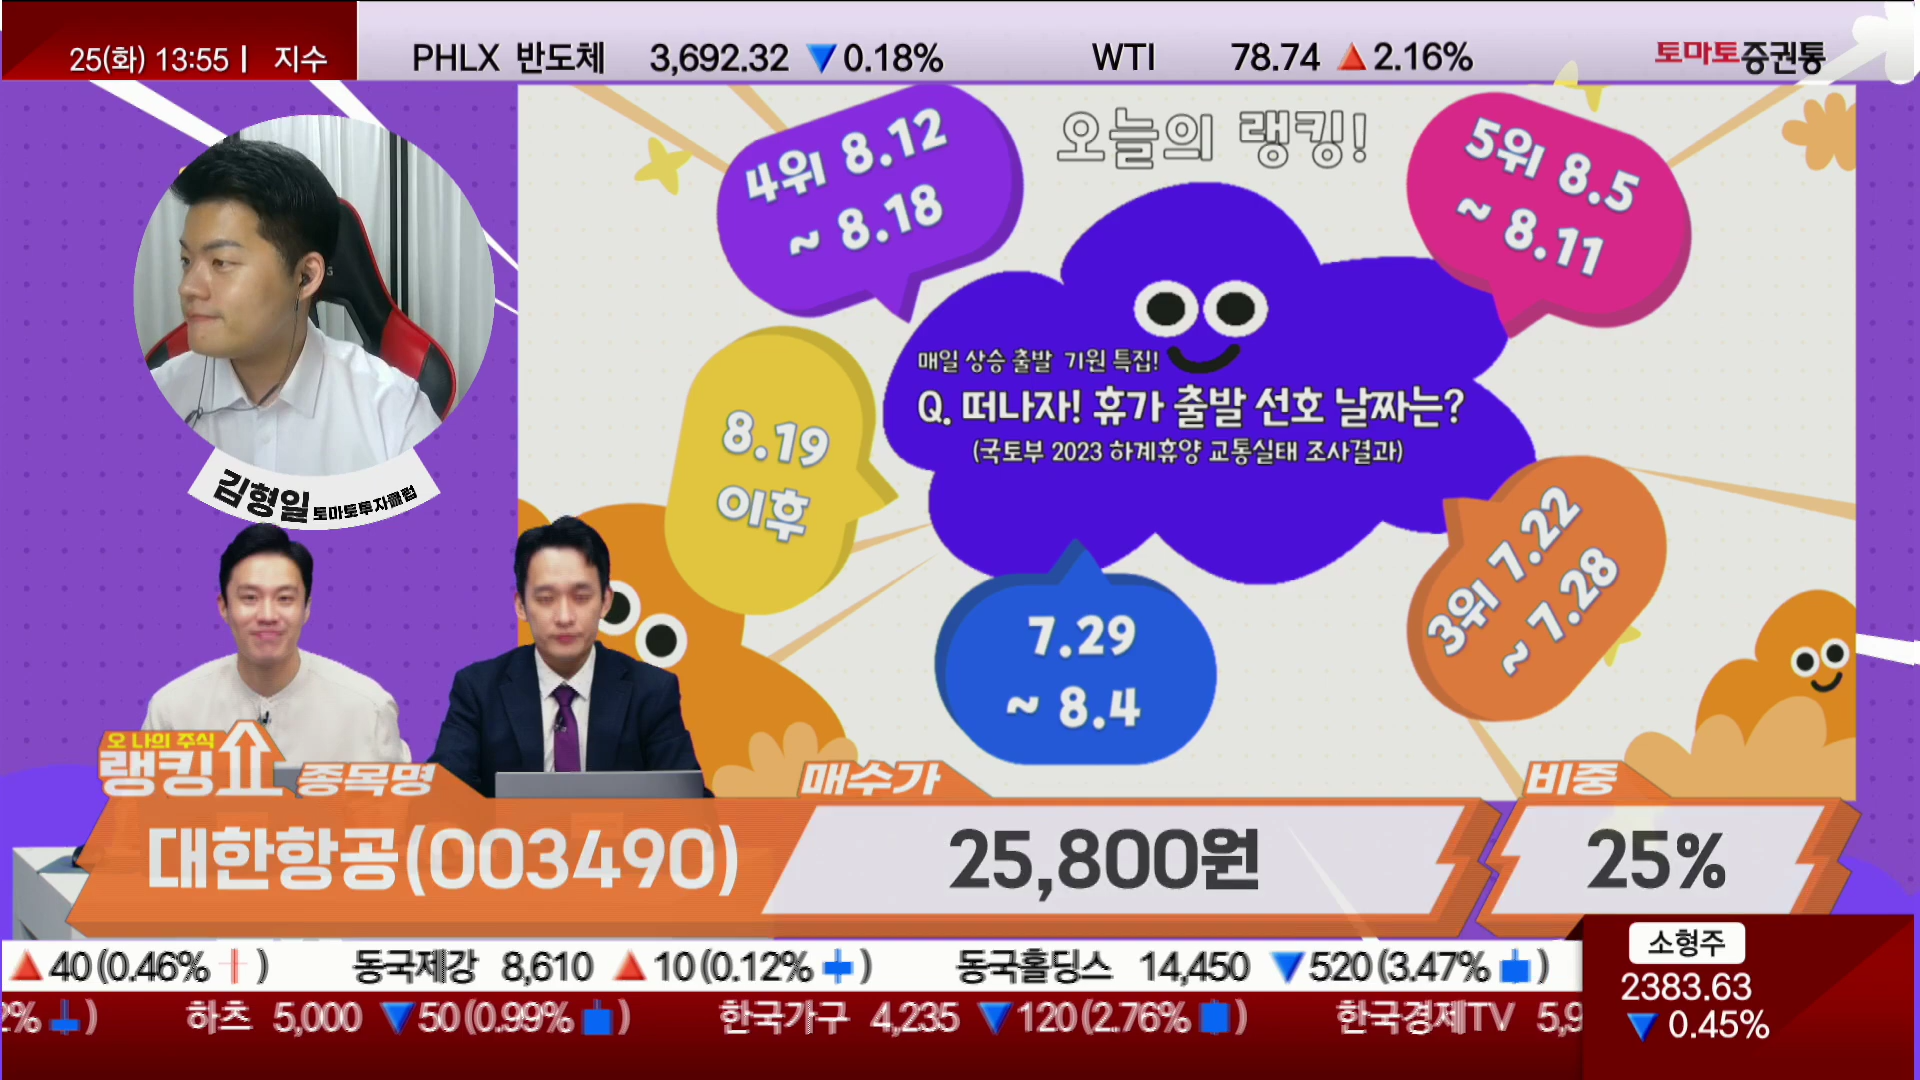 25(화) 13:55 | 지수
PHLX 반도체 3,692.32 ▼0.18% WTI 78.74 ▲2.16%
토마토증권통
오늘의 랭킹!
4위 8.12
~ 8.18
5위 8.5
~ 8.11
매일 상승 출발 기원 특집!
Q. 떠나자! 휴가 출발 선호 날짜는?
(국토부 2023 하계휴양 교통실태 조사결과)
8.19
이후
7.29
~ 8.4
3위 7.22
~ 7.28
김형일 토마토투자클럽
오 나의 주식
랭킹쇼
종목명 매수가 비중
대한항공(003490) 25,800원 25%
▲40(0.46% ) 동국제강 8,610 ▲10(0.12% ) 동국홀딩스 14,450 ▼520(3.47% )
2% ) 하츠 5,000 ▼50(0.99% ) 한국가구 4,235 ▼120(2.76% ) 한국경제TV 5,9
소형주
2383.63
▼ 0.45%